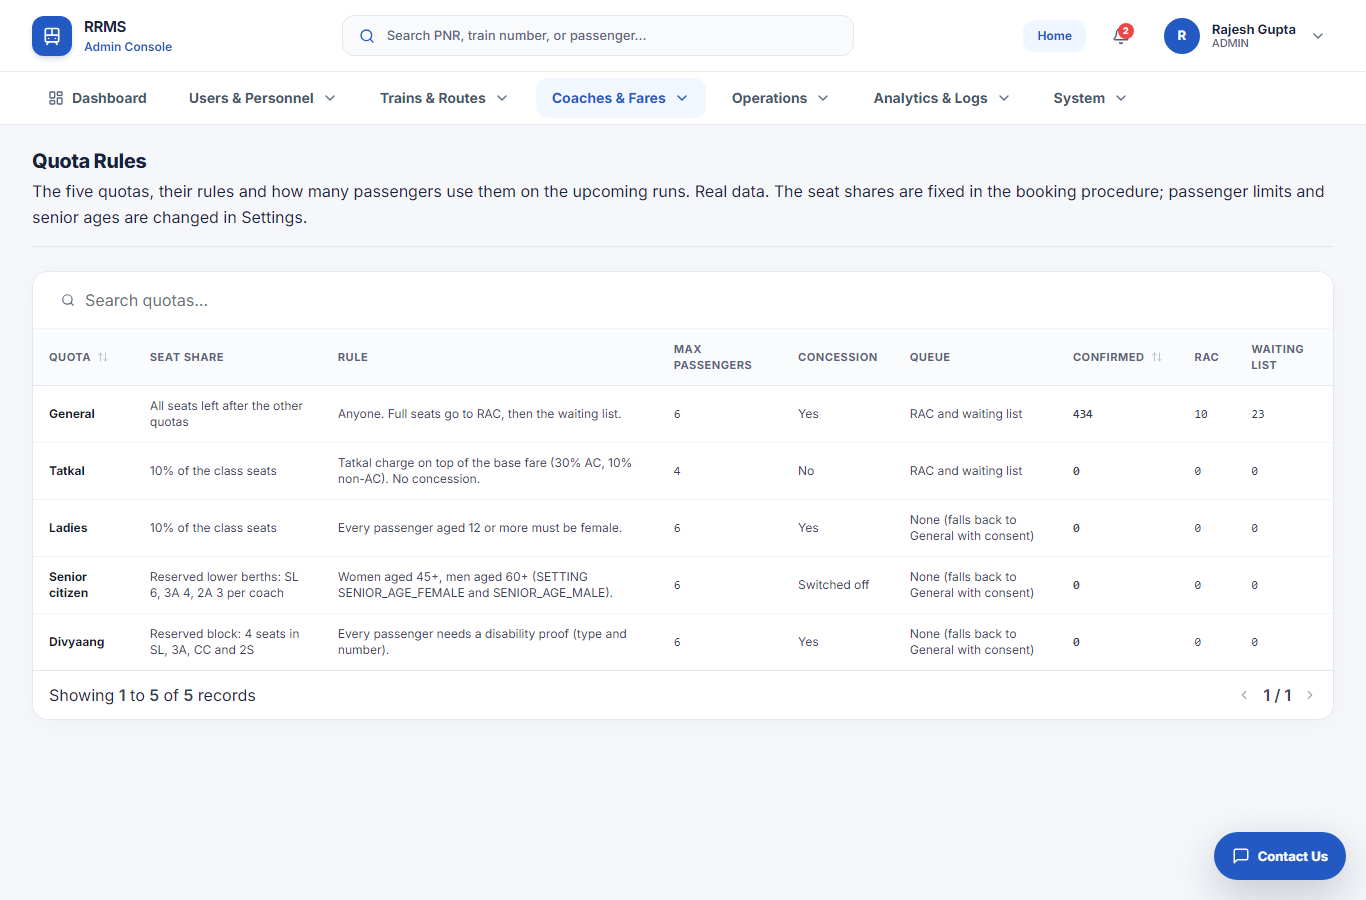 RRMS
Admin Console
Search PNR, train number, or passenger...
Home
2
R
Rajesh Gupta
ADMIN
Dashboard
Users & Personnel
Trains & Routes
Coaches & Fares
Operations
Analytics & Logs
System
Quota Rules
The five quotas, their rules and how many passengers use them on the upcoming runs. Real data. The seat shares are fixed in the booking procedure; passenger limits and
senior ages are changed in Settings.
Search quotas...
QUOTA
SEAT SHARE
RULE
MAX
PASSENGERS
CONCESSION
QUEUE
CONFIRMED
RAC
WAITING
LIST
General
All seats left after the other
quotas
Anyone. Full seats go to RAC, then the waiting list.
6
Yes
RAC and waiting list
434
10
23
Tatkal
10% of the class seats
Tatkal charge on top of the base fare (30% AC, 10%
non-AC). No concession.
4
No
RAC and waiting list
0
0
0
Ladies
10% of the class seats
Every passenger aged 12 or more must be female.
6
Yes
None (falls back to
General with consent)
0
0
0
Senior
citizen
Reserved lower berths: SL
6, 3A 4, 2A 3 per coach
Women aged 45+, men aged 60+ (SETTING
SENIOR_AGE_FEMALE and SENIOR_AGE_MALE).
6
Switched off
None (falls back to
General with consent)
0
0
0
Divyaang
Reserved block: 4 seats in
SL, 3A, CC and 2S
Every passenger needs a disability proof (type and
number).
6
Yes
None (falls back to
General with consent)
0
0
0
Showing 1 to 5 of 5 records
1 / 1
Contact Us